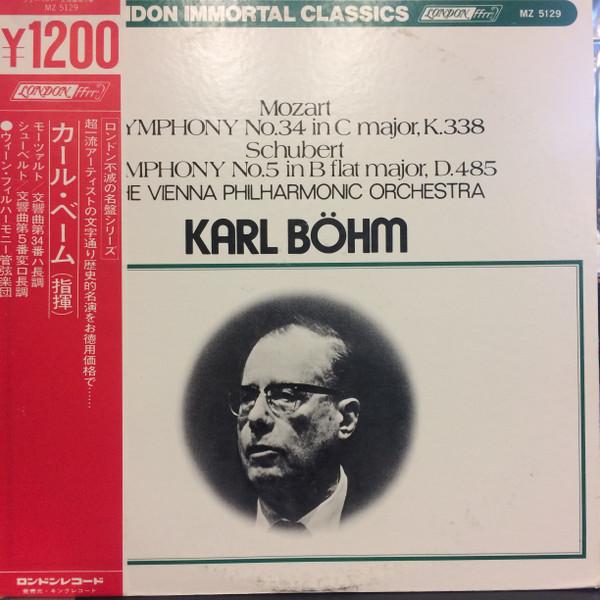 MZ 5129
¥1200
LONDON ffrr
ロンドン不滅の名盤シリーズ
超一流アーティストの文字通り歴史的名演をお徳用価格で……
カール・ベーム(指揮)
モーツァルト/交響曲第34番ハ長調
シューベルト/交響曲第5番変ロ長調
●ウィーン・フィルハーモニー管弦楽団
ロンドンレコード
発売元・キングレコード
NDON IMMORTAL CLASSICS LONDON ffrr MZ 5129
Mozart
YMPHONY No.34 in C major, K.338
Schubert
MPHONY No.5 in B flat major, D.485
HE VIENNA PHILHARMONIC ORCHESTRA
KARL BÖHM